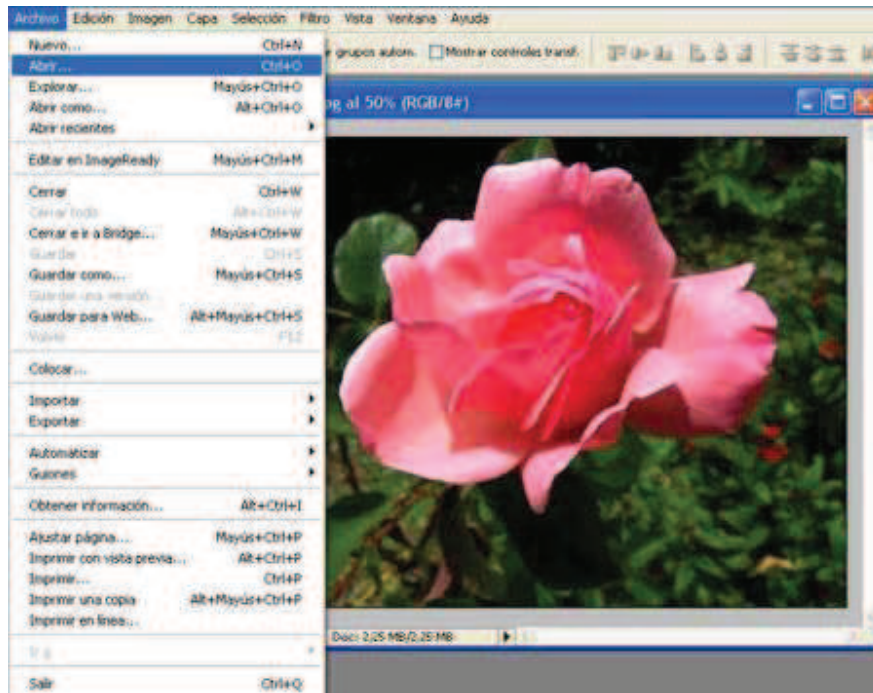 Archivo Edición Imagen Capa Selección Filtro Vista Ventana Ayuda
grupos autom. Mostrar controles transf.
Nuevo... Ctrl+N
Abrir... Ctrl+O
Explorar... Mayús+Ctrl+O
Abrir como... Alt+Ctrl+O
Abrir recientes
Editar en ImageReady Mayús+Ctrl+M
Cerrar Ctrl+W
Cerrar todo Alt+Ctrl+W
Cerrar e ir a Bridge... Mayús+Ctrl+W
Guardar Ctrl+S
Guardar como... Mayús+Ctrl+S
Guardar una versión
Guardar para Web... Alt+Mayús+Ctrl+S
Volver F12
Colocar...
Importar
Exportar
Automatizar
Guiones
Obtener información... Alt+Ctrl+I
Ajustar página... Mayús+Ctrl+P
Imprimir con vista previa... Alt+Ctrl+P
Imprimir... Ctrl+P
Imprimir una copia Alt+Mayús+Ctrl+P
Imprimir en línea...
Ir a
Salir Ctrl+Q
al 50% (RGB/8#)
Doc: 2,25 MB/2,25 MB